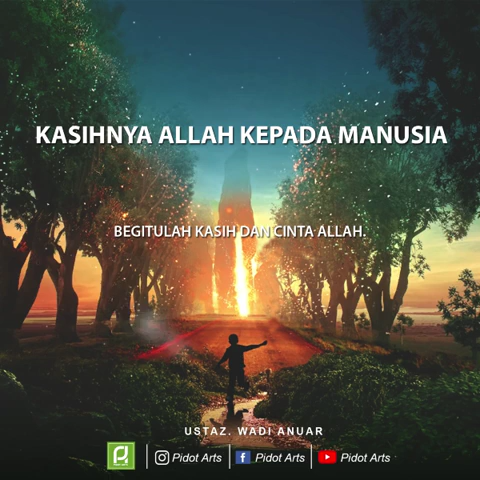 KASIHNYA ALLAH KEPADA MANUSIA
BEGITULAH KASIH DAN CINTA ALLAH.
USTAZ. WADI ANUAR
Pidot Arts
Pidot Arts
Pidot Arts